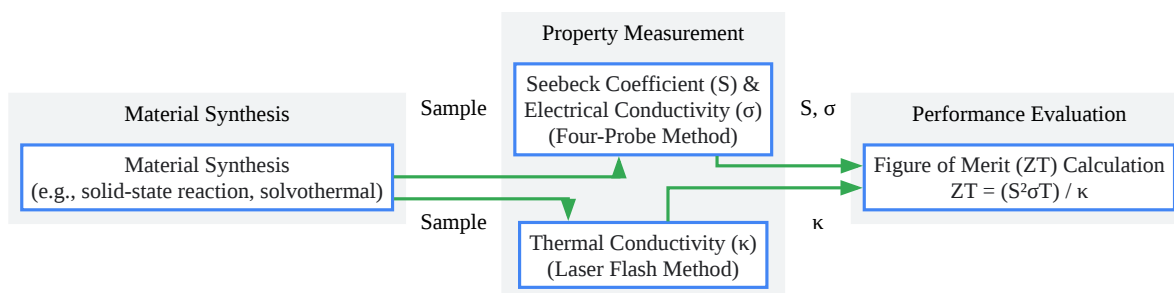 Material Synthesis
Material Synthesis
(e.g., solid-state reaction, solvothermal)
Sample
Sample
Property Measurement
Seebeck Coefficient (S) &
Electrical Conductivity (σ)
(Four-Probe Method)
Thermal Conductivity (κ)
(Laser Flash Method)
S, σ
κ
Performance Evaluation
Figure of Merit (ZT) Calculation
ZT = (S²σT) / κ